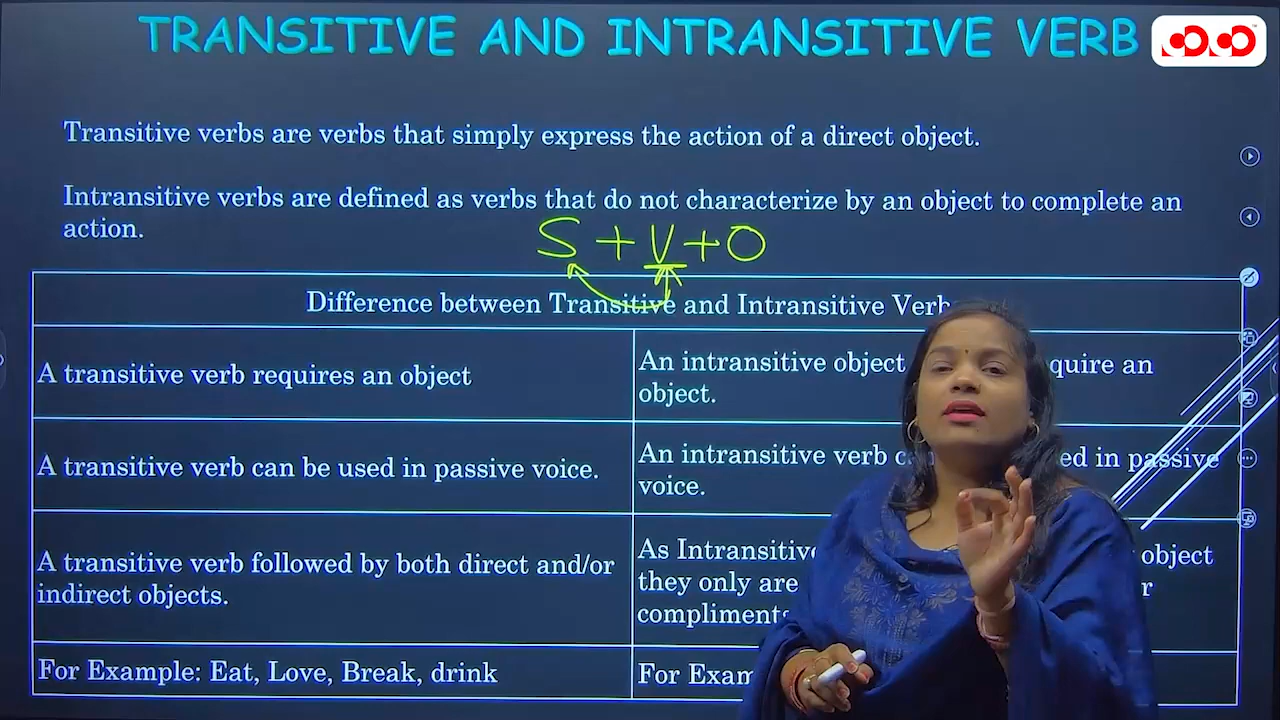 TRANSITIVE AND INTRANSITIVE VERB
Transitive verbs are verbs that simply express the action of a direct object.
Intransitive verbs are defined as verbs that do not characterize by an object to complete an
action.
S + V + O
Difference between Transitive and Intransitive Verb
A transitive verb requires an object
An intransitive object quire an
object.
A transitive verb can be used in passive voice.
An intransitive verb ed in passive
voice.
A transitive verb followed by both direct and/or
indirect objects.
As Intransitive object
they only are r
compliments
For Example: Eat, Love, Break, drink
For Exam